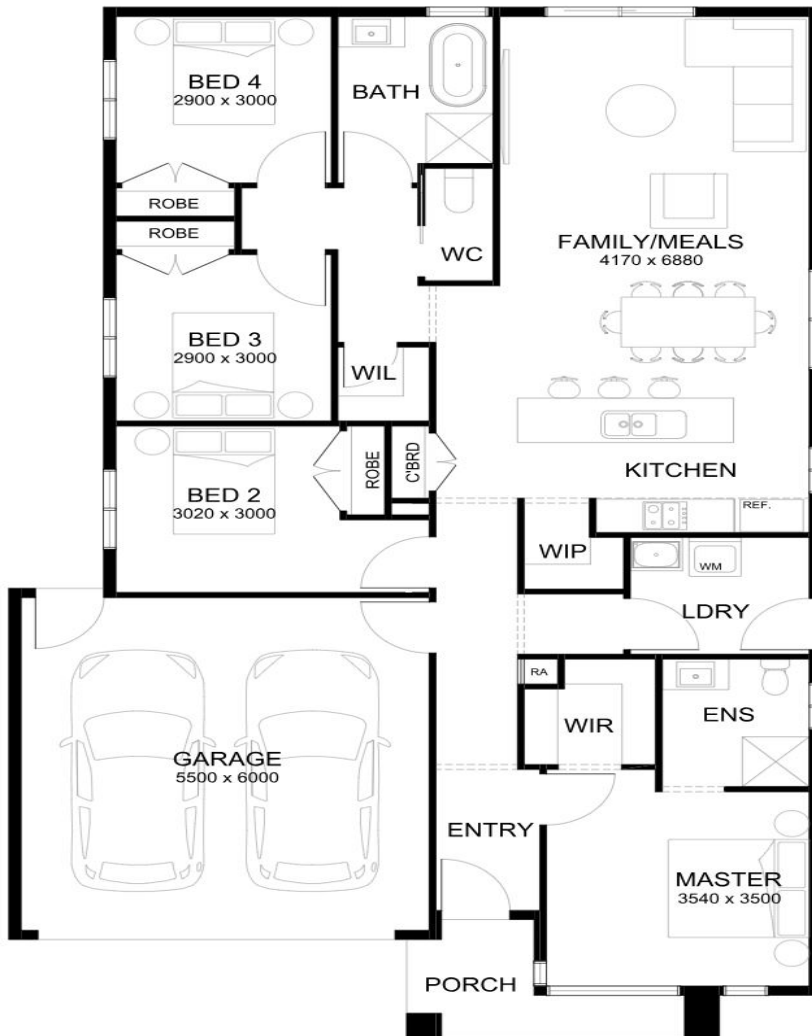 BED 4
2900 x 3000
BATH
ROBE
ROBE
WC
FAMILY/MEALS
4170 x 6880
BED 3
2900 x 3000
WIL
ROBE
C'BRD
KITCHEN
BED 2
3020 x 3000
REF.
WIP
WM
LDRY
RA
WIR
ENS
GARAGE
5500 x 6000
ENTRY
MASTER
3540 x 3500
PORCH